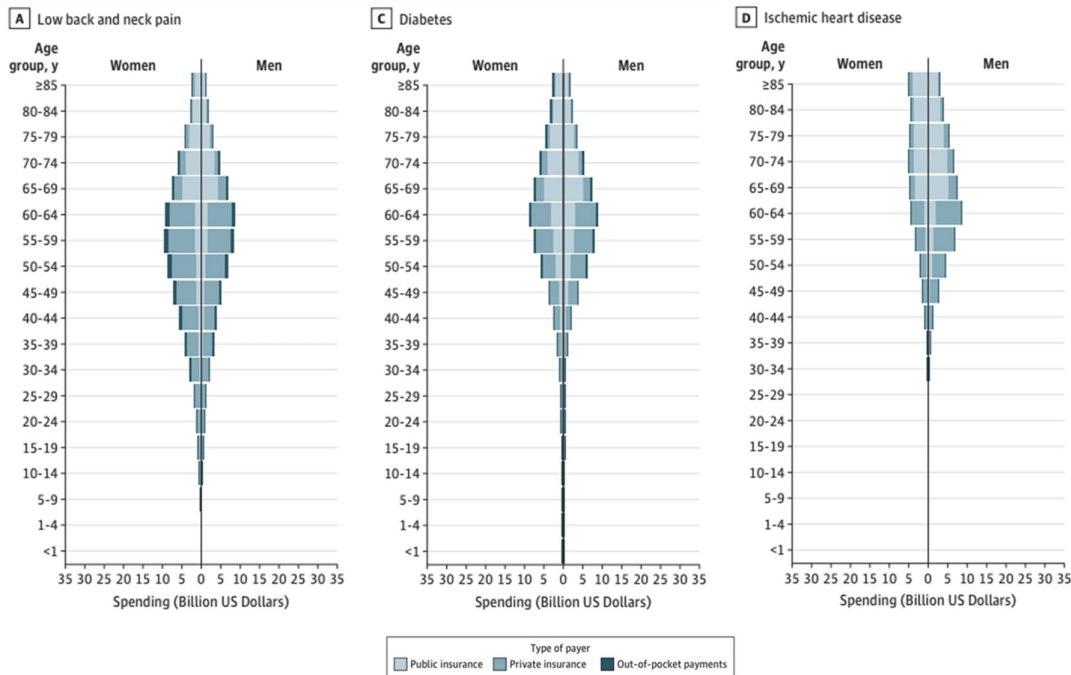 A Low back and neck pain
Age group, y
Women
Men
≥85
80-84
75-79
70-74
65-69
60-64
55-59
50-54
45-49
40-44
35-39
30-34
25-29
20-24
15-19
10-14
5-9
1-4
<1
35 30 25 20 15 10 5 0 5 10 15 20 25 30 35
Spending (Billion US Dollars)
C Diabetes
Age group, y
Women
Men
≥85
80-84
75-79
70-74
65-69
60-64
55-59
50-54
45-49
40-44
35-39
30-34
25-29
20-24
15-19
10-14
5-9
1-4
<1
35 30 25 20 15 10 5 0 5 10 15 20 25 30 35
Spending (Billion US Dollars)
D Ischemic heart disease
Age group, y
Women
Men
≥85
80-84
75-79
70-74
65-69
60-64
55-59
50-54
45-49
40-44
35-39
30-34
25-29
20-24
15-19
10-14
5-9
1-4
<1
35 30 25 20 15 10 5 0 5 10 15 20 25 30 35
Spending (Billion US Dollars)
Type of payer
Public insurance Private insurance Out-of-pocket payments